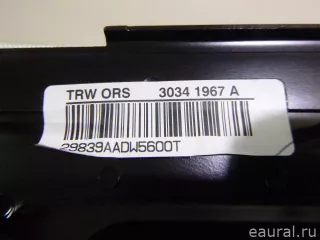 TRW ORS 3034 1967 A
29839AADW5600T
eaural.ru